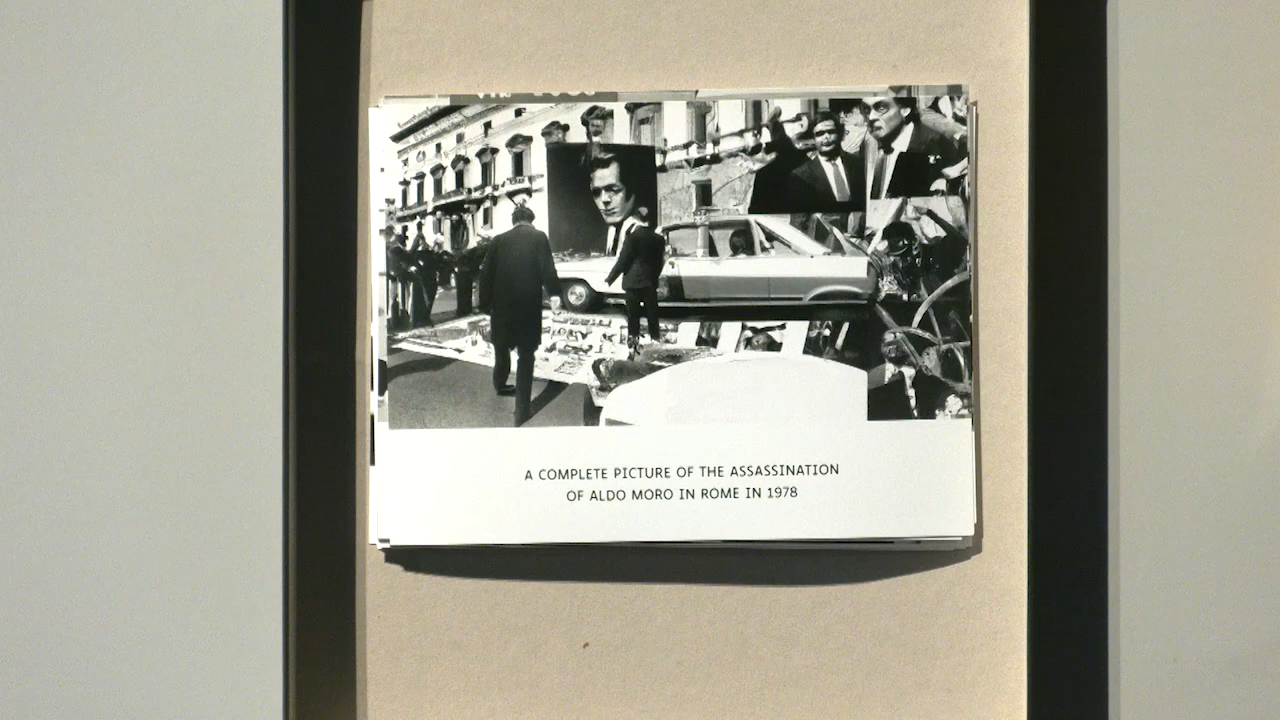 A COMPLETE PICTURE OF THE ASSASSINATION
OF ALDO MORO IN ROME IN 1978